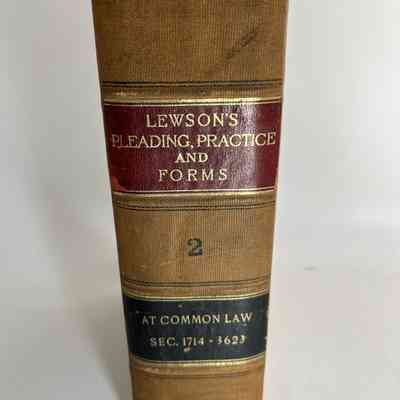 LEWSON'S
PLEADING, PRACTICE
AND
FORMS
2
AT COMMON LAW
SEC. 1714 - 3623